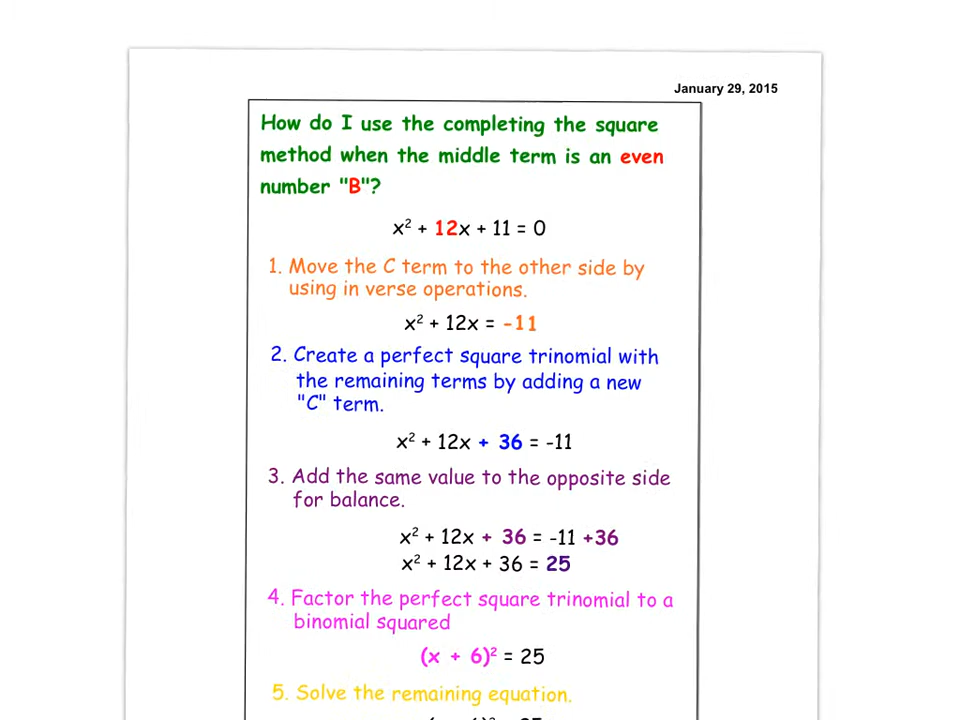 January 29, 2015
How do I use the completing the square
method when the middle term is an even
number "B"?
x² + 12x + 11 = 0
1. Move the C term to the other side by
using in verse operations.
x² + 12x = -11
2. Create a perfect square trinomial with
the remaining terms by adding a new
"C" term.
x² + 12x + 36 = -11
3. Add the same value to the opposite side
for balance.
x² + 12x + 36 = -11 +36
x² + 12x + 36 = 25
4. Factor the perfect square trinomial to a
binomial squared
(x + 6)² = 25
5. Solve the remaining equation.